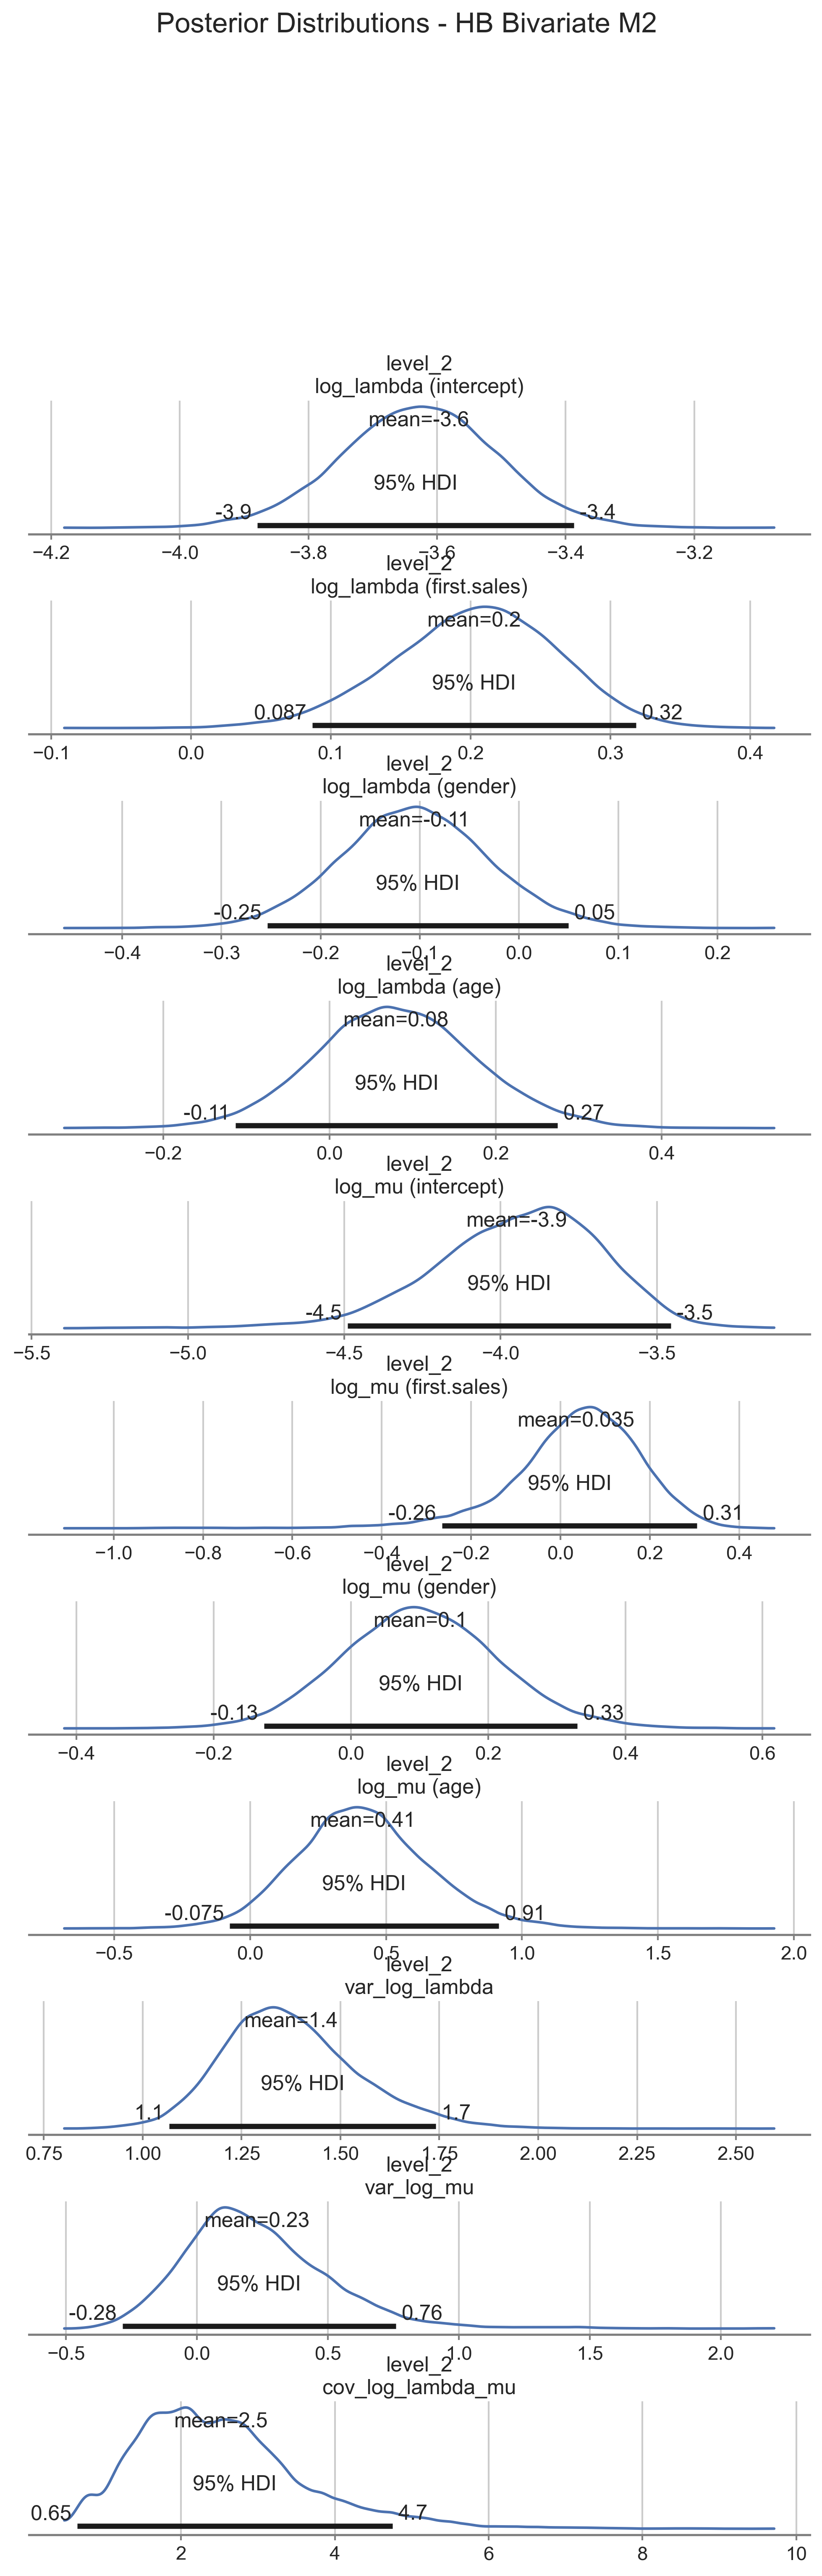 Posterior Distributions - HB Bivariate M2
level_2
log_lambda (intercept)
mean=-3.6
95% HDI
-3.9
-3.4
−4.2 −4.0 −3.8 −3.6 −3.4 −3.2
level_2
log_lambda (first.sales)
mean=0.2
95% HDI
0.087
0.32
−0.1 0.0 0.1 0.2 0.3 0.4
level_2
log_lambda (gender)
mean=-0.11
95% HDI
-0.25
0.05
−0.4 −0.3 −0.2 −0.1 0.0 0.1 0.2
level_2
log_lambda (age)
mean=0.08
95% HDI
-0.11
0.27
−0.2 0.0 0.2 0.4
level_2
log_mu (intercept)
mean=-3.9
95% HDI
-4.5
-3.5
−5.5 −5.0 −4.5 −4.0 −3.5
level_2
log_mu (first.sales)
mean=0.035
95% HDI
-0.26
0.31
−1.0 −0.8 −0.6 −0.4 −0.2 0.0 0.2 0.4
level_2
log_mu (gender)
mean=0.1
95% HDI
-0.13
0.33
−0.4 −0.2 0.0 0.2 0.4 0.6
level_2
log_mu (age)
mean=0.41
95% HDI
-0.075
0.91
−0.5 0.0 0.5 1.0 1.5 2.0
level_2
var_log_lambda
mean=1.4
95% HDI
1.1
1.7
0.75 1.00 1.25 1.50 1.75 2.00 2.25 2.50
level_2
var_log_mu
mean=0.23
95% HDI
-0.28
0.76
−0.5 0.0 0.5 1.0 1.5 2.0
level_2
cov_log_lambda_mu
mean=2.5
95% HDI
0.65
4.7
2 4 6 8 10